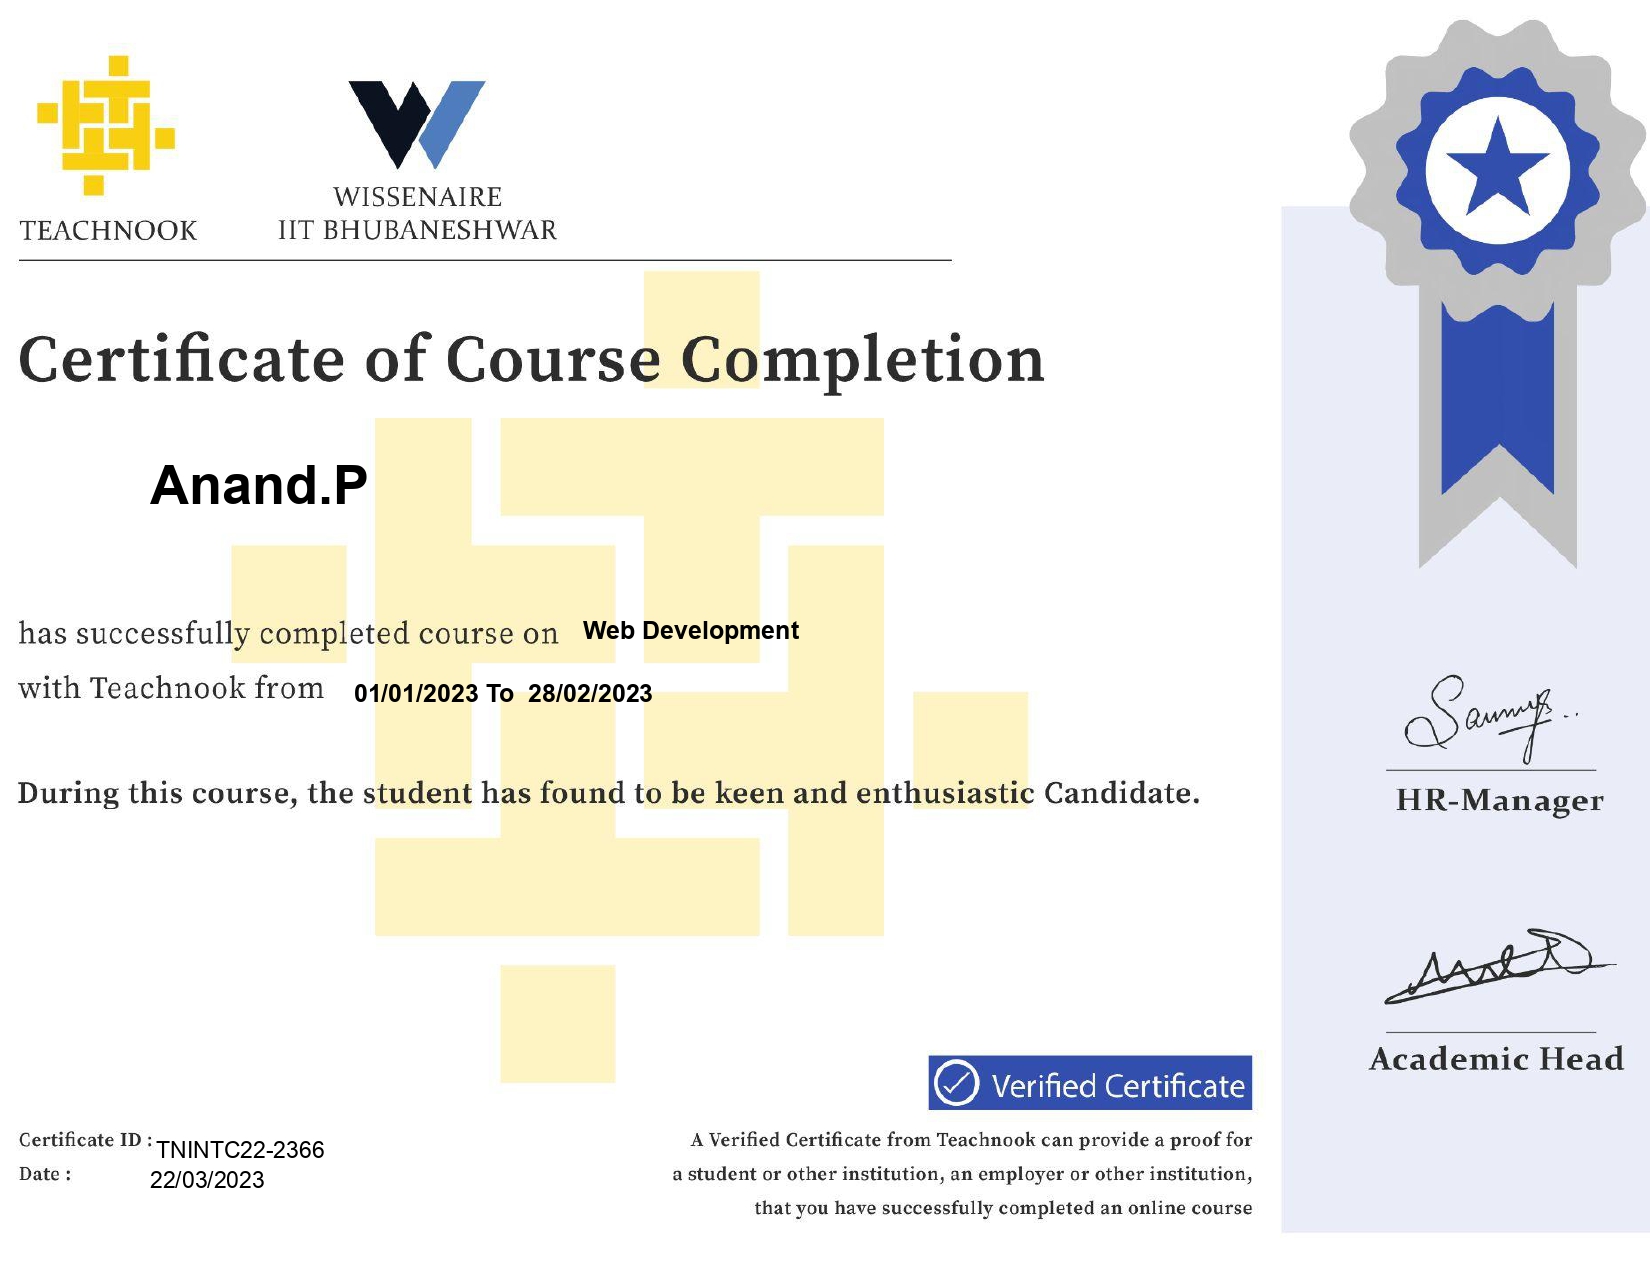 TEACHNOOK
WISSENAIRE
IIT BHUBANESHWAR
Certificate of Course Completion
Anand.P
has successfully completed course on Web Development
with Teachnook from 01/01/2023 To 28/02/2023
During this course, the student has found to be keen and enthusiastic Candidate.
HR-Manager
Academic Head
Verified Certificate
Certificate ID : TNINTC22-2366
Date : 22/03/2023
A Verified Certificate from Teachnook can provide a proof for
a student or other institution, an employer or other institution,
that you have successfully completed an online course